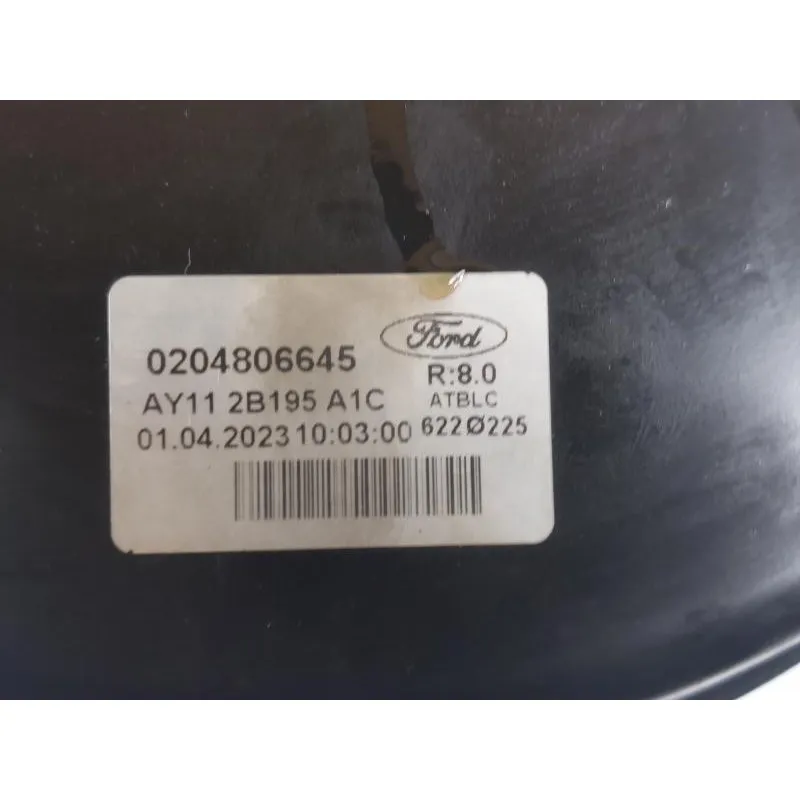 0204806645
Ford
R:8.0
AY11 2B195 A1C
ATBLC
01.04.2023 10:03:00
622Ø225